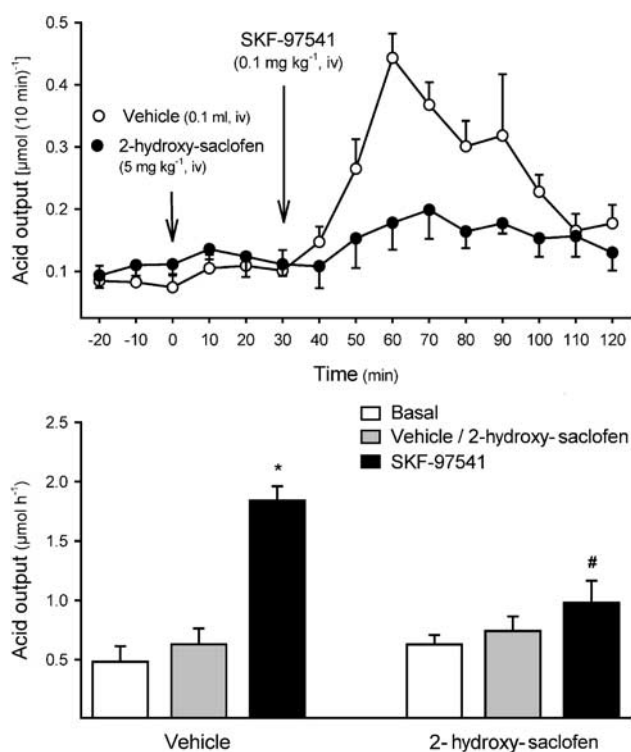 0.5
0.4
0.3
0.2
0.1
Acid output [µmol (10 min)⁻¹]
SKF-97541
(0.1 mg kg⁻¹, iv)
Vehicle (0.1 ml, iv)
2-hydroxy-saclofen
(5 mg kg⁻¹, iv)
-20 -10 0 10 20 30 40 50 60 70 80 90 100 110 120
Time (min)
2.5
2.0
1.5
1.0
0.5
Acid output (µmol h⁻¹)
Basal
Vehicle / 2-hydroxy-saclofen
SKF-97541
*
#
Vehicle 2-hydroxy-saclofen